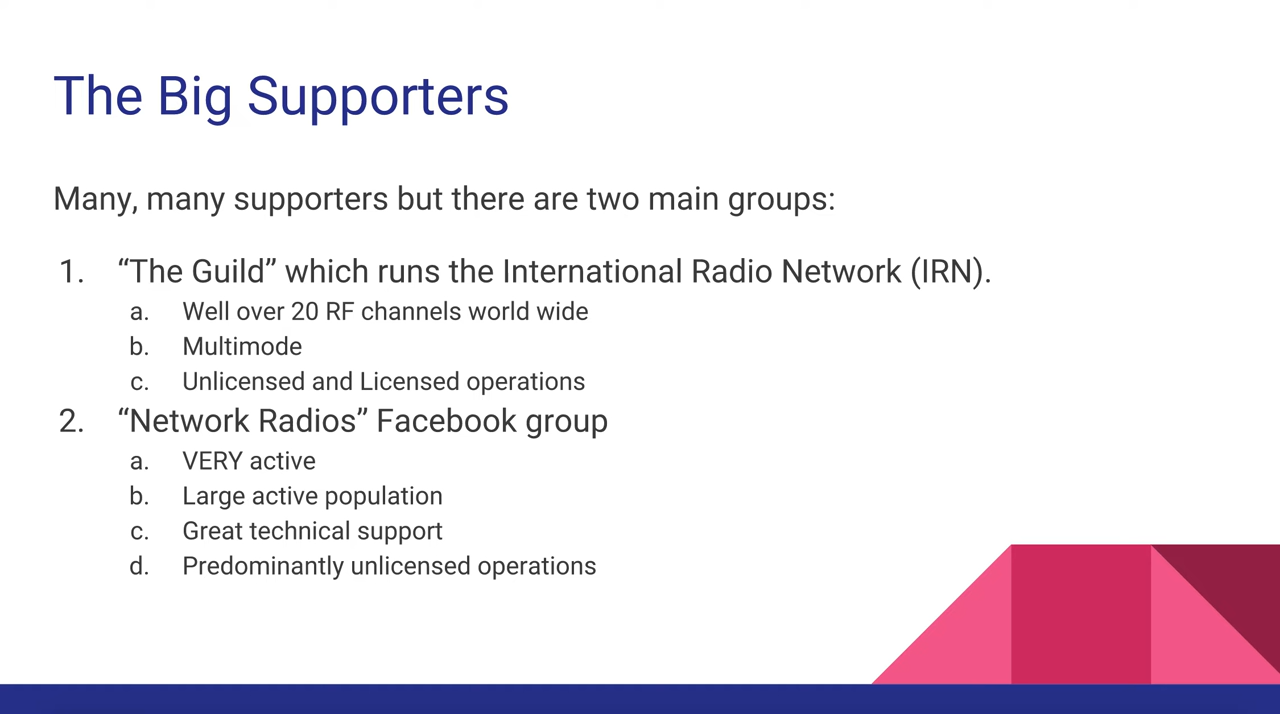 The Big Supporters
Many, many supporters but there are two main groups:
1. “The Guild” which runs the International Radio Network (IRN).
a. Well over 20 RF channels world wide
b. Multimode
c. Unlicensed and Licensed operations
2. “Network Radios” Facebook group
a. VERY active
b. Large active population
c. Great technical support
d. Predominantly unlicensed operations